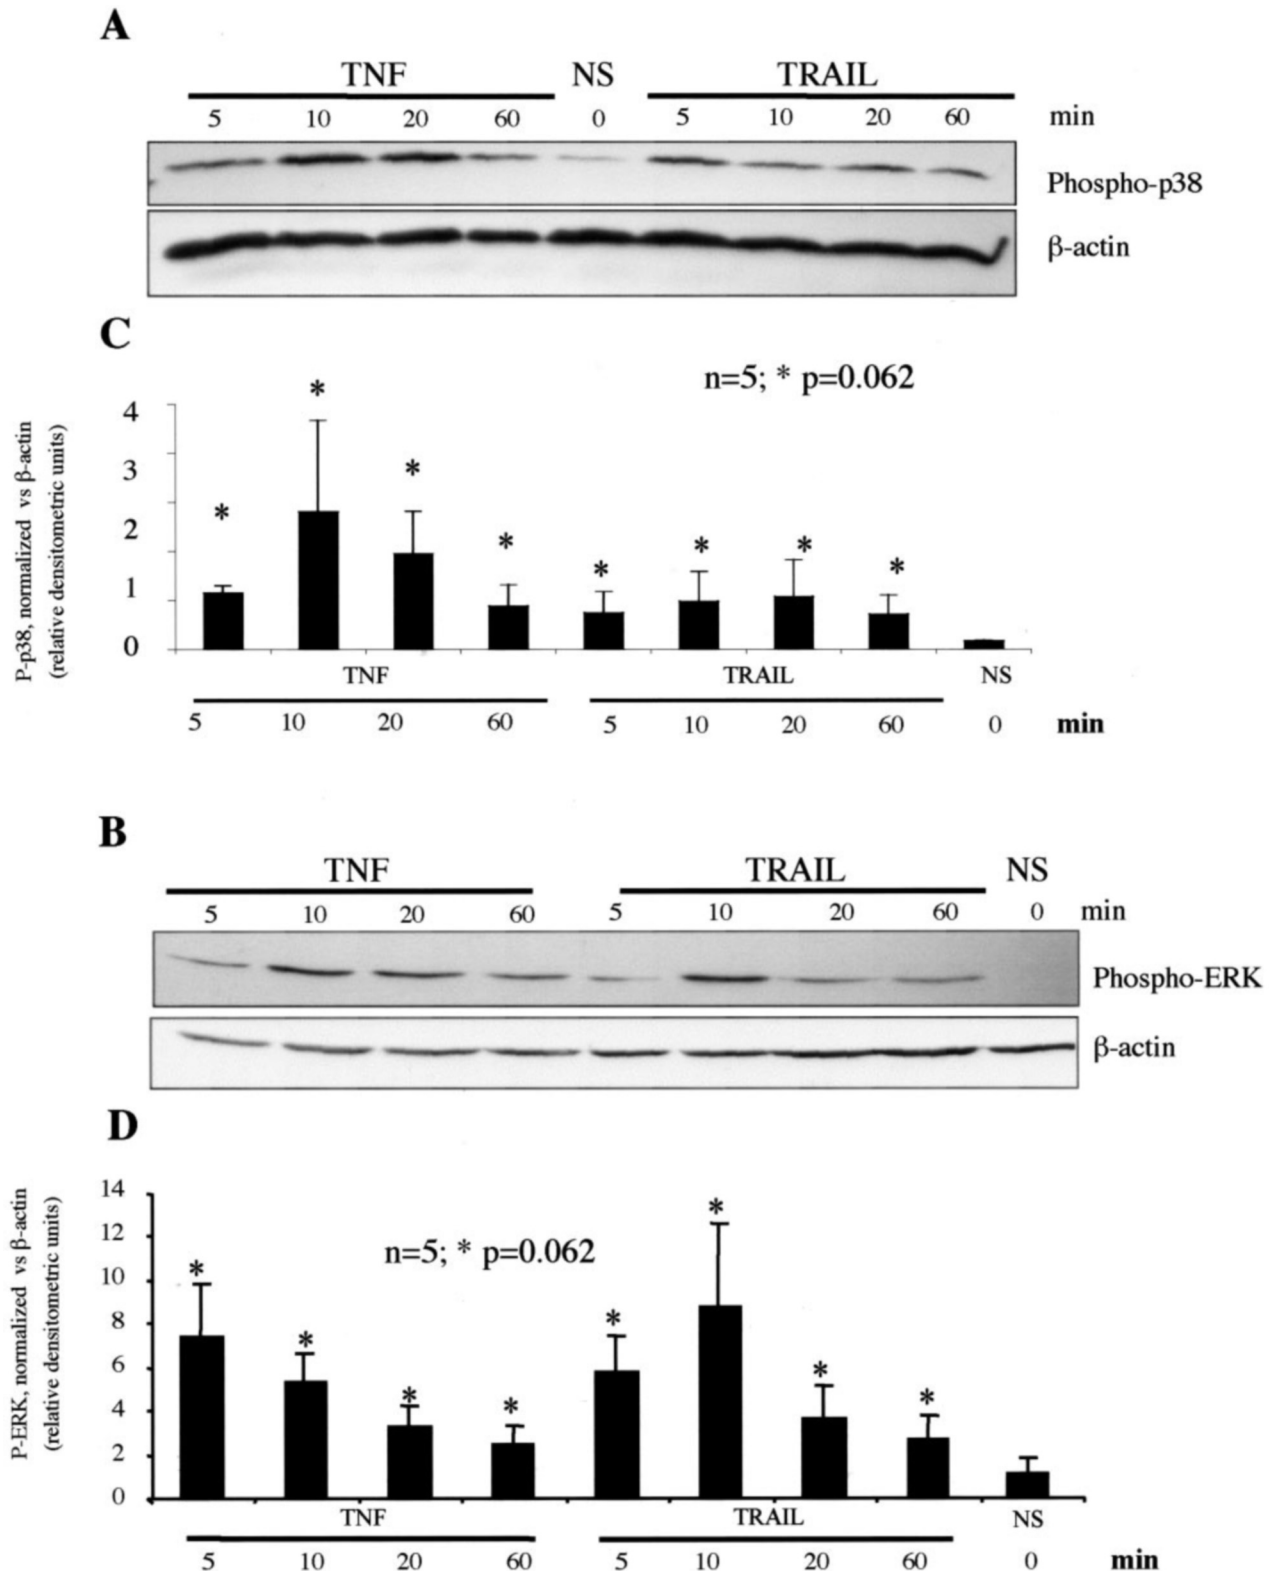 A
TNF NS TRAIL
5 10 20 60 0 5 10 20 60 min
Phospho-p38
β-actin
C
n=5; * p=0.062
*
*
*
*
*
*
*
*
4
3
2
1
0
P-p38, normalized vs β-actin
(relative densitometric units)
TNF TRAIL NS
5 10 20 60 5 10 20 60 0 min
B
TNF TRAIL NS
5 10 20 60 5 10 20 60 0 min
Phospho-ERK
β-actin
D
n=5; * p=0.062
*
*
*
*
*
*
*
*
14
12
10
8
6
4
2
0
P-ERK, normalized vs β-actin
(relative densitometric units)
TNF TRAIL NS
5 10 20 60 5 10 20 60 0 min